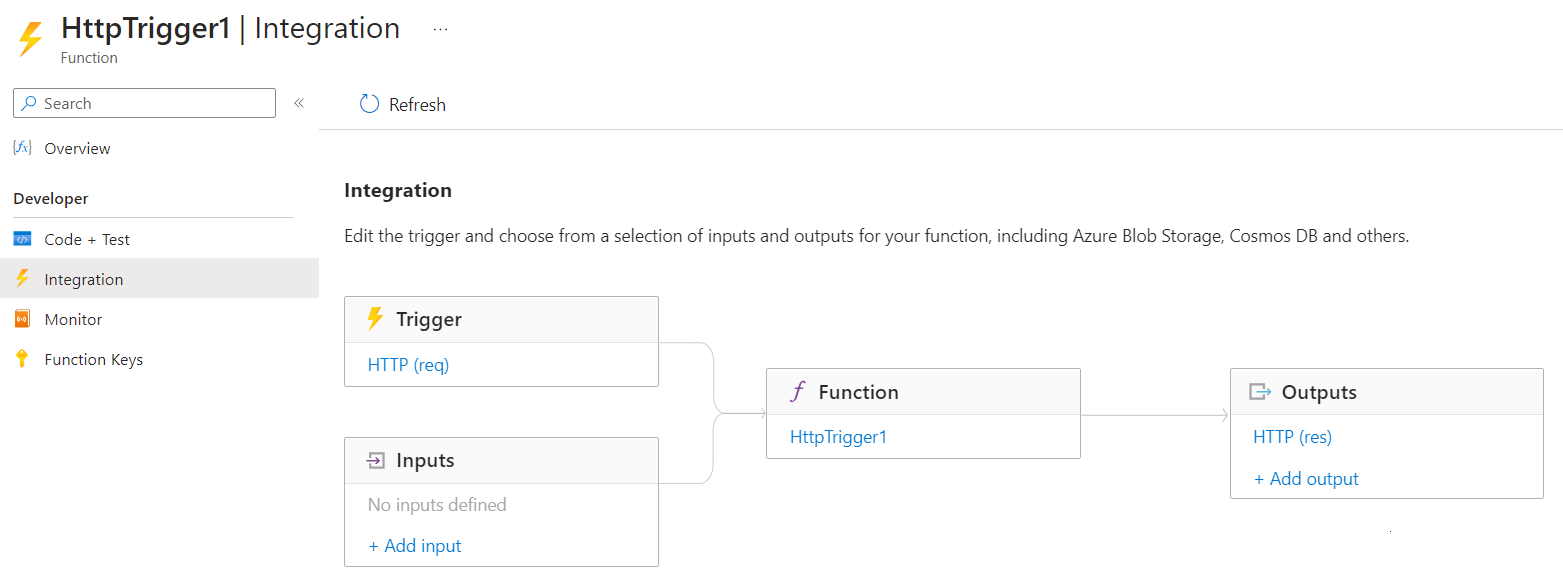 HttpTrigger1 | Integration ...
Function
Search
«
Refresh
{fx} Overview
Developer
Code + Test
Integration
Monitor
Function Keys
Integration
Edit the trigger and choose from a selection of inputs and outputs for your function, including Azure Blob Storage, Cosmos DB and others.
Trigger
HTTP (req)
Inputs
No inputs defined
+ Add input
f Function
HttpTrigger1
Outputs
HTTP (res)
+ Add output